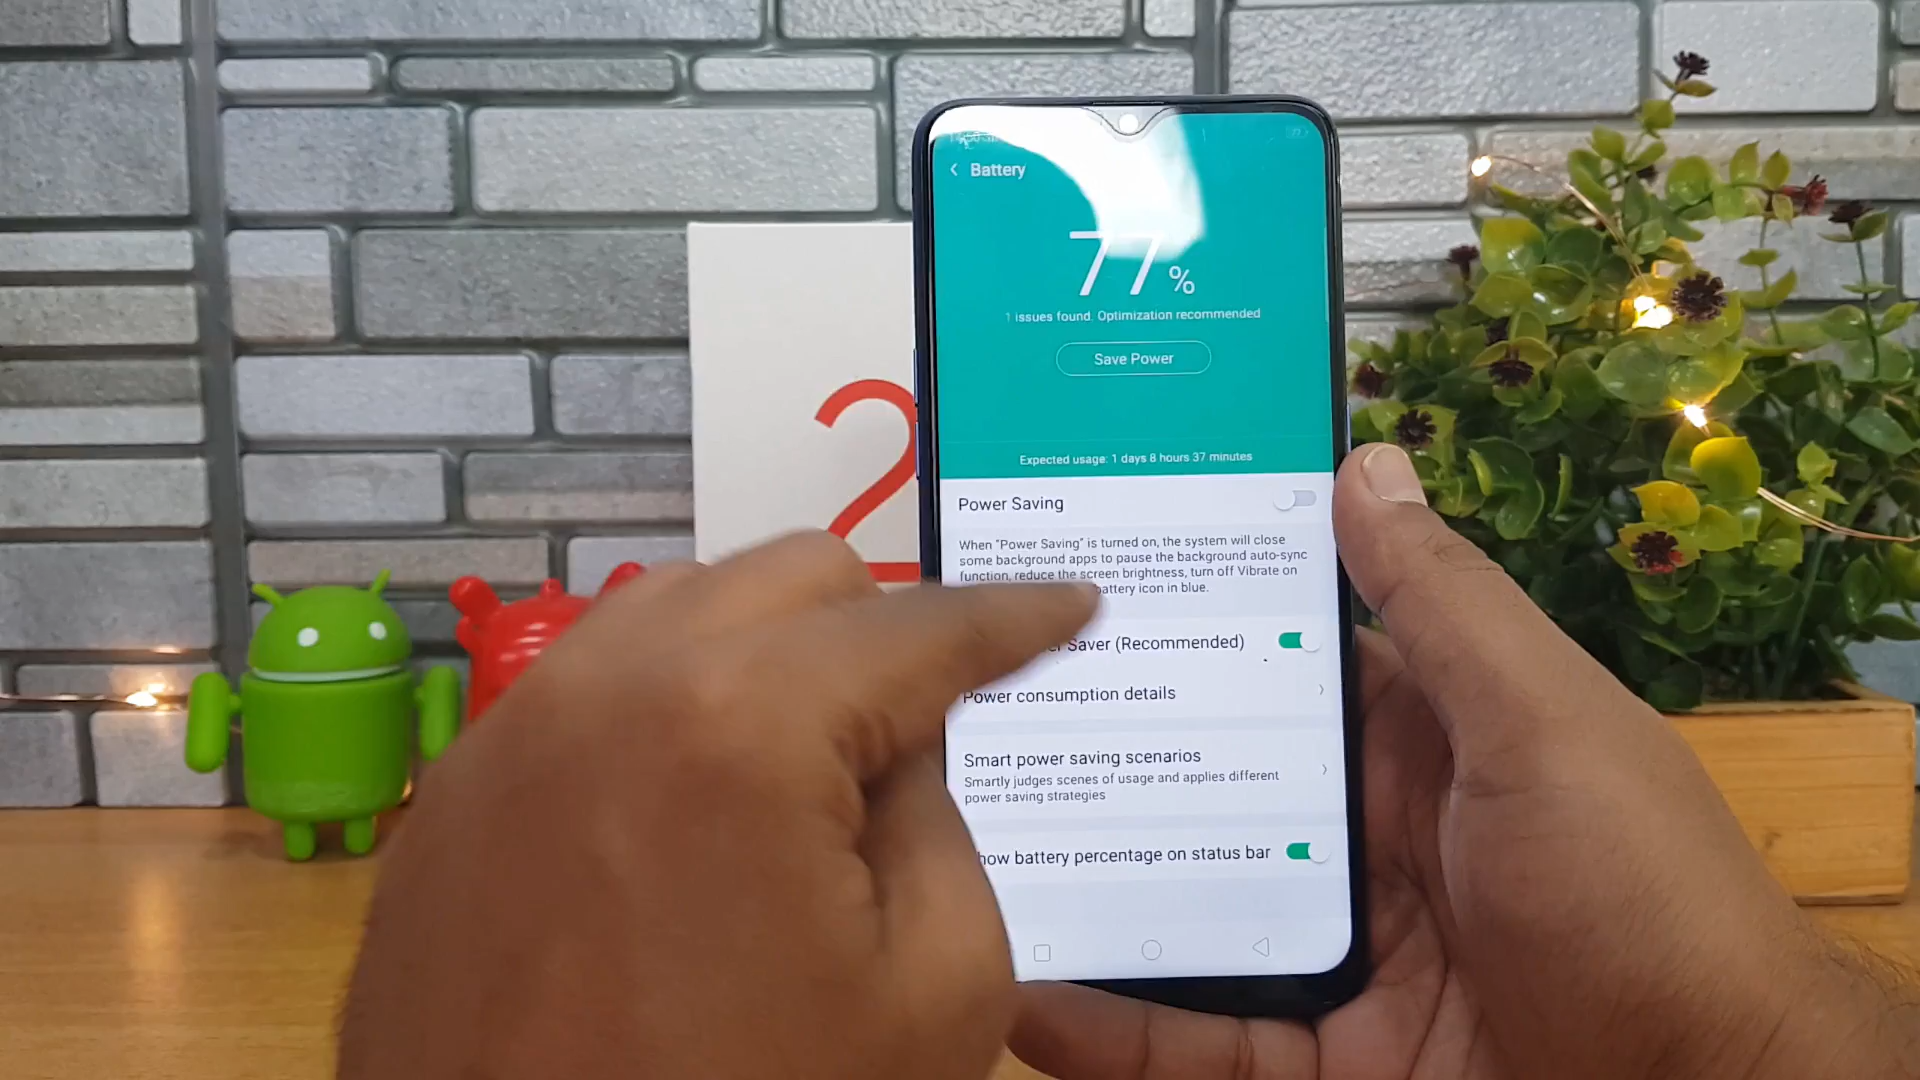 Battery
77%
1 issues found. Optimization recommended
Save Power
Expected usage: 1 days 8 hours 37 minutes
Power Saving
When "Power Saving" is turned on, the system will close
some background apps to pause the background auto-sync
function, reduce the screen brightness, turn off Vibrate on
battery icon in blue.
Saver (Recommended)
Power consumption details
Smart power saving scenarios
Smartly judges scenes of usage and applies different
power saving strategies
how battery percentage on status bar
2